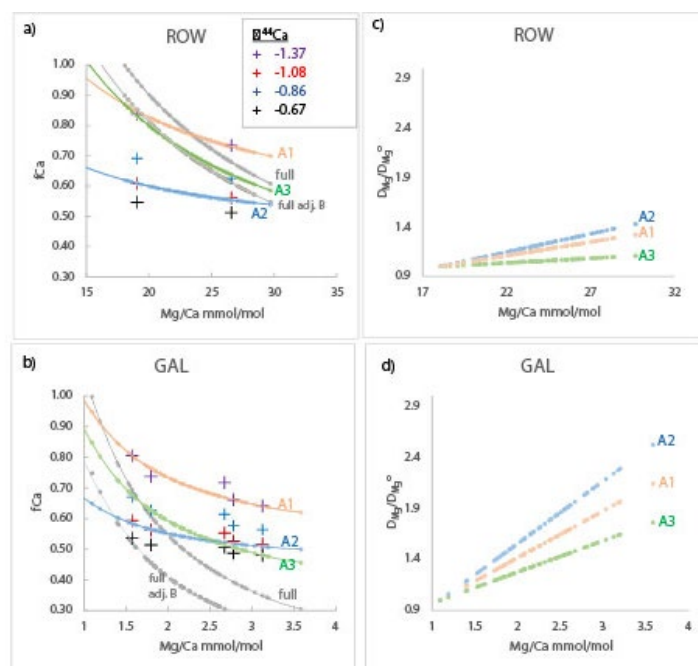 a)
ROW
⍰⁴⁴Ca
+ -1.37
+ -1.08
+ -0.86
+ -0.67
1.00
0.90
0.80
0.70
0.60
0.50
0.40
0.30
fCa
A1
full
A3
full adj. B
A2
15
20
25
30
35
Mg/Ca mmol/mol
c)
ROW
2.9
2.4
1.9
1.4
0.9
D_Mg/D_Mg°
A2
A1
A3
17
22
27
32
Mg/Ca mmol/mol
b)
GAL
1.00
0.90
0.80
0.70
0.60
0.50
0.40
0.30
fCa
A1
A2
A3
full
adj. B
full
1
1.5
2
2.5
3
3.5
4
Mg/Ca mmol/mol
d)
GAL
2.9
2.4
1.9
1.4
0.9
D_Mg/D_Mg°
A2
A1
A3
1
1.5
2
2.5
3
3.5
4
Mg/Ca mmol/mol